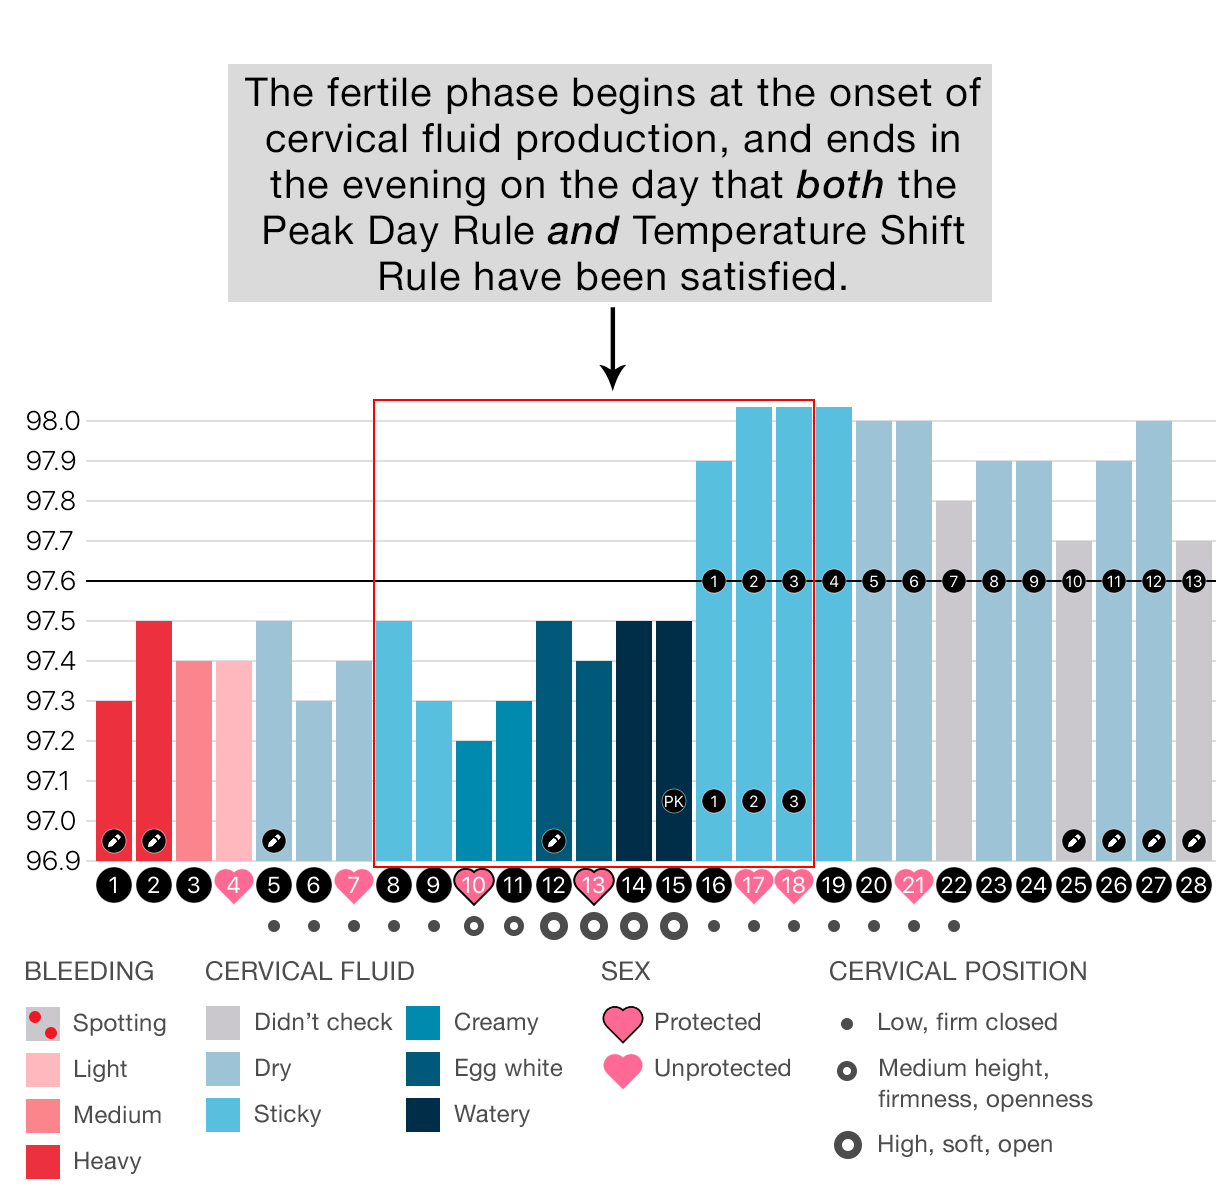 The fertile phase begins at the onset of
cervical fluid production, and ends in
the evening on the day that both the
Peak Day Rule and Temperature Shift
Rule have been satisfied.
98.0
97.9
97.8
97.7
97.6 1 2 3 4 5 6 7 8 9 10 11 12 13
97.5
97.4
97.3
97.2
97.1
PK 1 2 3
97.0
96.9
1 2 3 4 5 6 7 8 9 10 11 12 13 14 15 16 17 18 19 20 21 22 23 24 25 26 27 28
BLEEDING
Spotting
Light
Medium
Heavy
CERVICAL FLUID
Didn't check
Dry
Sticky
Creamy
Egg white
Watery
SEX
Protected
Unprotected
CERVICAL POSITION
Low, firm closed
Medium height,
firmness, openness
High, soft, open